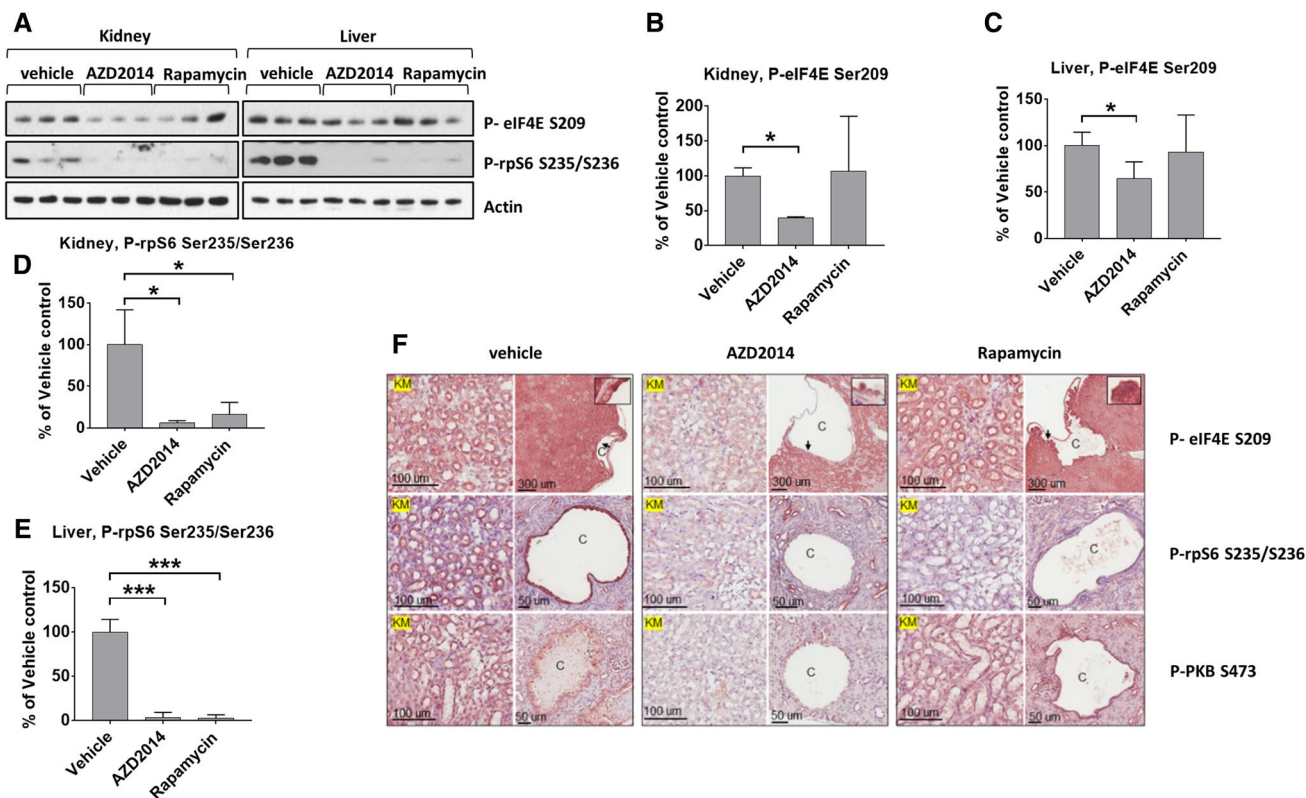 A
Kidney
Liver
vehicle
AZD2014
Rapamycin
vehicle
AZD2014
Rapamycin
P- eIF4E S209
P-rpS6 S235/S236
Actin
B
Kidney, P-eIF4E Ser209
% of Vehicle control
200
150
100
50
0
*
Vehicle
AZD2014
Rapamycin
C
Liver, P-eIF4E Ser209
% of Vehicle control
150
100
50
0
*
Vehicle
AZD2014
Rapamycin
D
Kidney, P-rpS6 Ser235/Ser236
% of Vehicle control
150
100
50
0
*
*
Vehicle
AZD2014
Rapamycin
E
Liver, P-rpS6 Ser235/Ser236
% of Vehicle control
150
100
50
0
***
***
Vehicle
AZD2014
Rapamycin
F
vehicle
AZD2014
Rapamycin
KM
100 um
C
300 um
KM
100 um
C
300 um
KM
100 um
C
300 um
P- eIF4E S209
KM
100 um
C
50 um
KM
100 um
C
50 um
KM
100 um
C
50 um
P-rpS6 S235/S236
KM
100 um
C
50 um
KM
100 um
C
50 um
KM
100 um
C
50 um
P-PKB S473